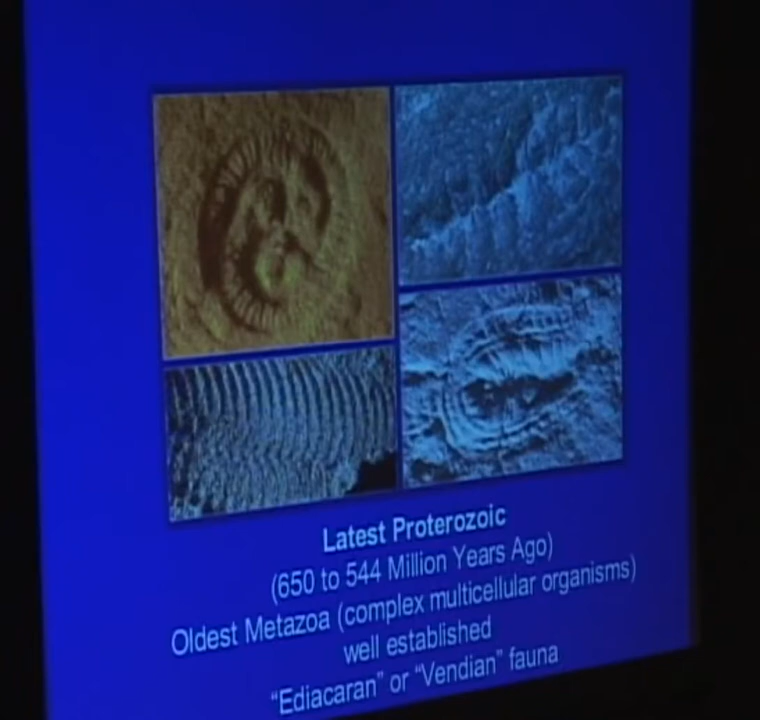 Latest Proterozoic
(650 to 544 Million Years Ago)
Oldest Metazoa (complex multicellular organisms)
well established
“Ediacaran” or “Vendian” fauna